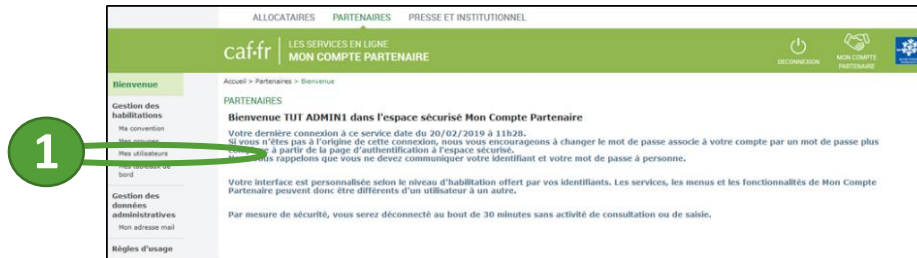 ALLOCATAIRES PARTENAIRES PRESSE ET INSTITUTIONNEL
caf.fr LES SERVICES EN LIGNE
MON COMPTE PARTENAIRE
DECONNEXION
MON COMPTE
PARTENAIRE
Bienvenue
Accueil > Partenaires > Bienvenue
Gestion des
habilitations
Ma convention
Mes groupes
Mes utilisateurs
Mes tableaux de
bord
Gestion des
données
administratives
Mon adresse mail
Règles d'usage
1
PARTENAIRES
Bienvenue TUT ADMIN1 dans l'espace sécurisé Mon Compte Partenaire
Votre dernière connexion à ce service date du 20/02/2019 à 11h28.
Si vous n'êtes pas à l'origine de cette connexion, nous vous encourageons à changer le mot de passe associé à votre compte par un mot de passe plus
à partir de la page d'authentification à l'espace sécurisé.
vous rappelons que vous ne devez communiquer votre identifiant et votre mot de passe à personne.
Votre interface est personnalisée selon le niveau d'habilitation offert par vos identifiants. Les services, les menus et les fonctionnalités de Mon Compte
Partenaire peuvent donc être différents d'un utilisateur à un autre.
Par mesure de sécurité, vous serez déconnecté au bout de 30 minutes sans activité de consultation ou de saisie.